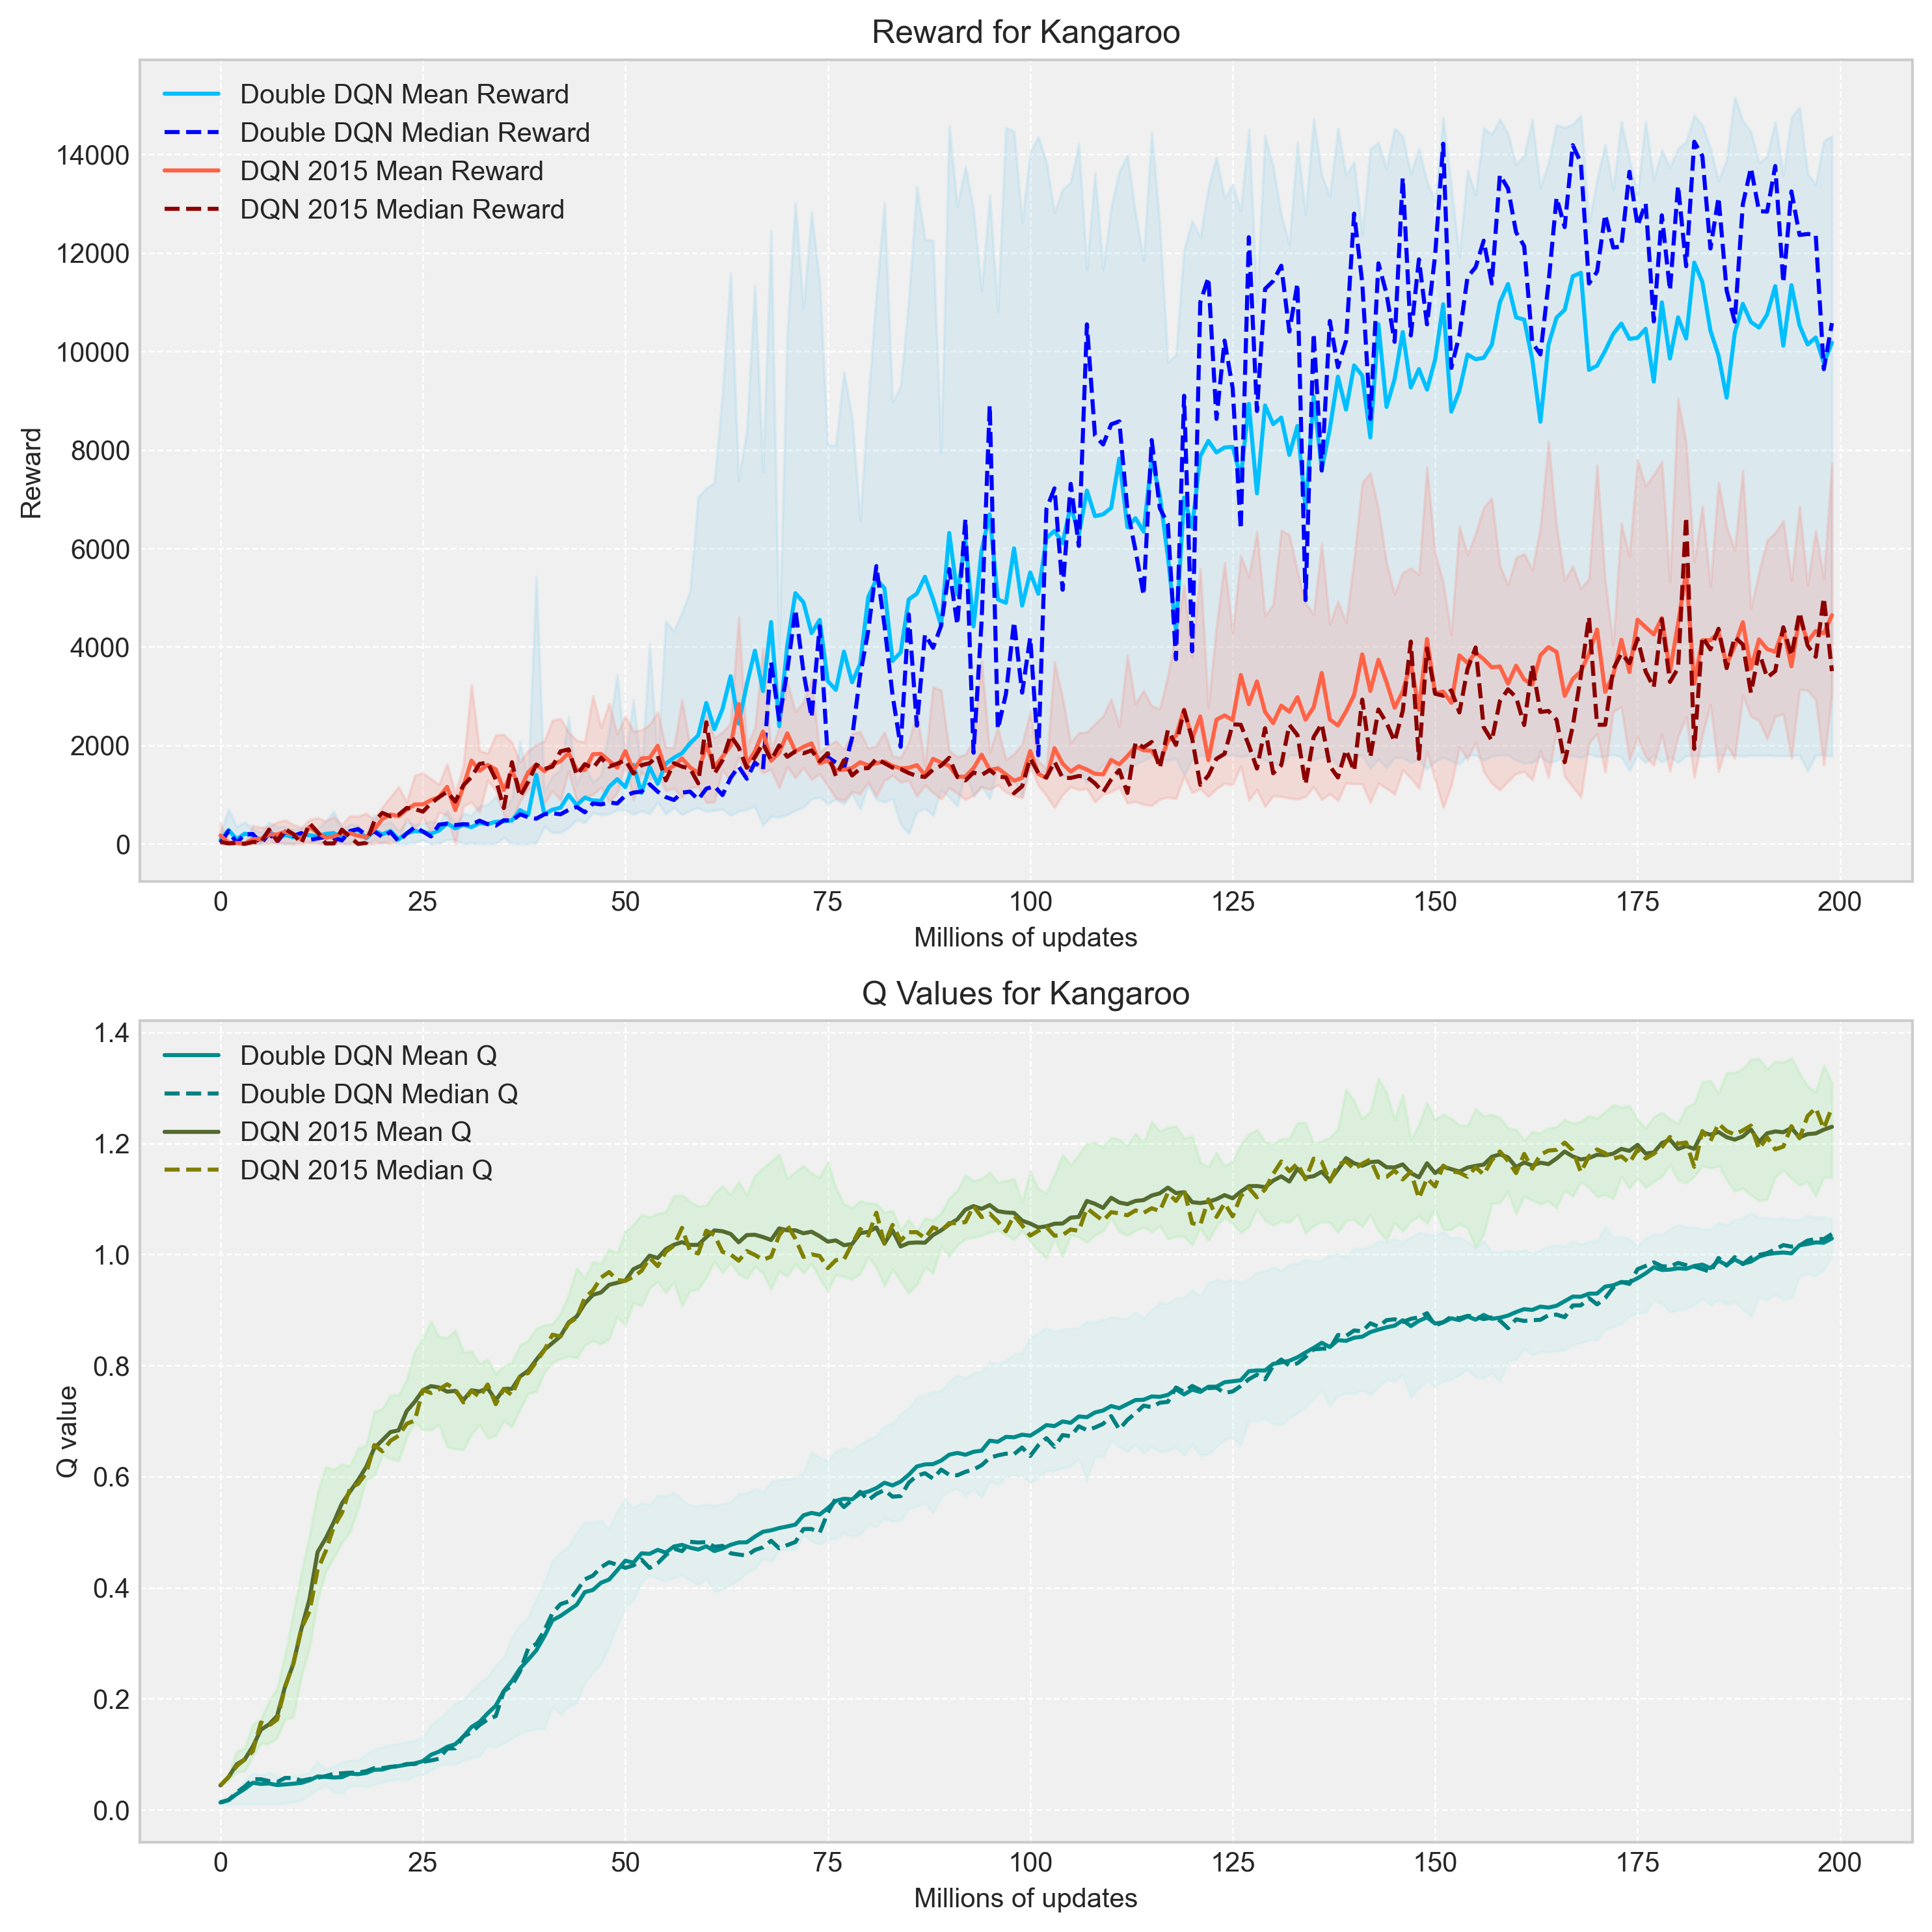 Reward for Kangaroo
Double DQN Mean Reward
Double DQN Median Reward
DQN 2015 Mean Reward
DQN 2015 Median Reward
14000
12000
10000
8000
6000
4000
2000
0
Reward
0 25 50 75 100 125 150 175 200
Millions of updates
Q Values for Kangaroo
Double DQN Mean Q
Double DQN Median Q
DQN 2015 Mean Q
DQN 2015 Median Q
1.4
1.2
1.0
0.8
0.6
0.4
0.2
0.0
Q value
0 25 50 75 100 125 150 175 200
Millions of updates